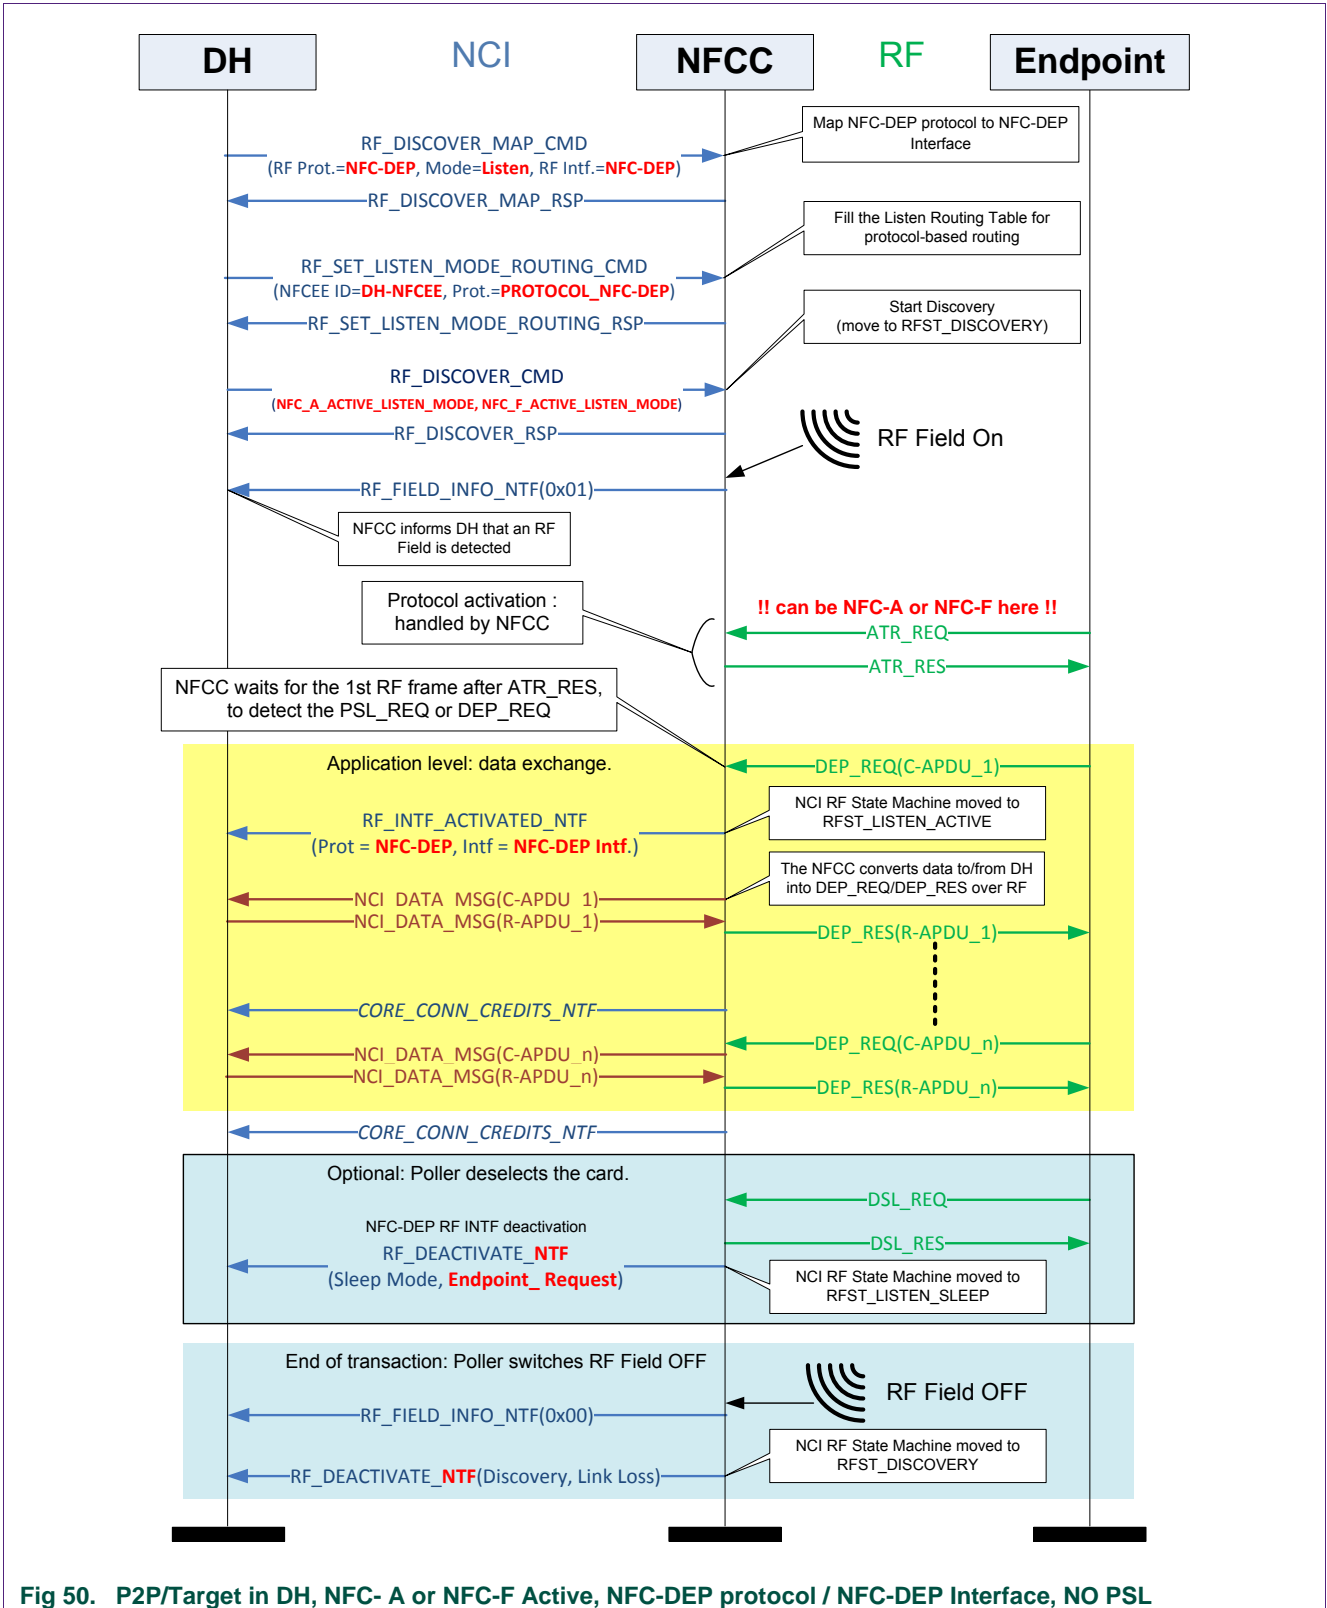 DH
NCI
NFCC
RF
Endpoint
Map NFC-DEP protocol to NFC-DEP
Interface
RF_DISCOVER_MAP_CMD
(RF Prot.=NFC-DEP, Mode=Listen, RF Intf.=NFC-DEP)
RF_DISCOVER_MAP_RSP
Fill the Listen Routing Table for
protocol-based routing
RF_SET_LISTEN_MODE_ROUTING_CMD
(NFCEE ID=DH-NFCEE, Prot.=PROTOCOL_NFC-DEP)
Start Discovery
(move to RFST_DISCOVERY)
RF_SET_LISTEN_MODE_ROUTING_RSP
RF_DISCOVER_CMD
(NFC_A_ACTIVE_LISTEN_MODE, NFC_F_ACTIVE_LISTEN_MODE)
RF_DISCOVER_RSP
RF Field On
RF_FIELD_INFO_NTF(0x01)
NFCC informs DH that an RF
Field is detected
Protocol activation :
handled by NFCC
!! can be NFC-A or NFC-F here !!
ATR_REQ
ATR_RES
NFCC waits for the 1st RF frame after ATR_RES,
to detect the PSL_REQ or DEP_REQ
Application level: data exchange.
DEP_REQ(C-APDU_1)
NCI RF State Machine moved to
RFST_LISTEN_ACTIVE
RF_INTF_ACTIVATED_NTF
(Prot = NFC-DEP, Intf = NFC-DEP Intf.)
The NFCC converts data to/from DH
into DEP_REQ/DEP_RES over RF
NCI_DATA_MSG(C-APDU_1)
NCI_DATA_MSG(R-APDU_1)
DEP_RES(R-APDU_1)
CORE_CONN_CREDITS_NTF
DEP_REQ(C-APDU_n)
NCI_DATA_MSG(C-APDU_n)
NCI_DATA_MSG(R-APDU_n)
DEP_RES(R-APDU_n)
CORE_CONN_CREDITS_NTF
Optional: Poller deselects the card.
DSL_REQ
NFC-DEP RF INTF deactivation
DSL_RES
RF_DEACTIVATE_NTF
(Sleep Mode, Endpoint_ Request)
NCI RF State Machine moved to
RFST_LISTEN_SLEEP
End of transaction: Poller switches RF Field OFF
RF Field OFF
RF_FIELD_INFO_NTF(0x00)
NCI RF State Machine moved to
RFST_DISCOVERY
RF_DEACTIVATE_NTF(Discovery, Link Loss)
Fig 50. P2P/Target in DH, NFC- A or NFC-F Active, NFC-DEP protocol / NFC-DEP Interface, NO PSL